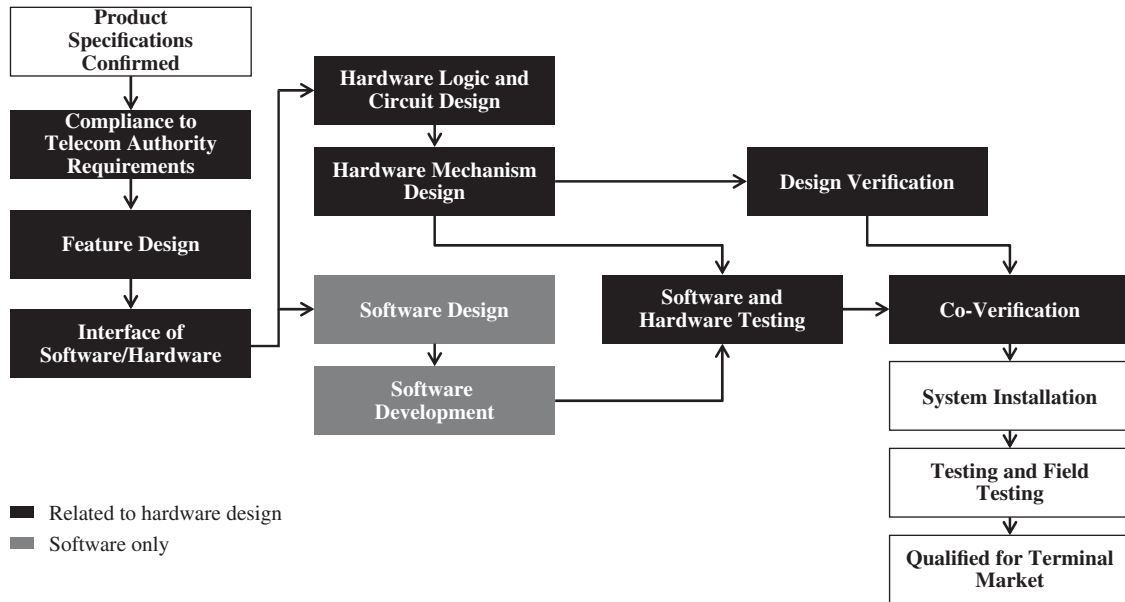 Product
Specifications
Confirmed
Compliance to
Telecom Authority
Requirements
Feature Design
Interface of
Software/Hardware
Hardware Logic and
Circuit Design
Hardware Mechanism
Design
Design Verification
Software Design
Software
Development
Software and
Hardware Testing
Co-Verification
System Installation
Testing and Field
Testing
Qualified for Terminal
Market
Related to hardware design
Software only